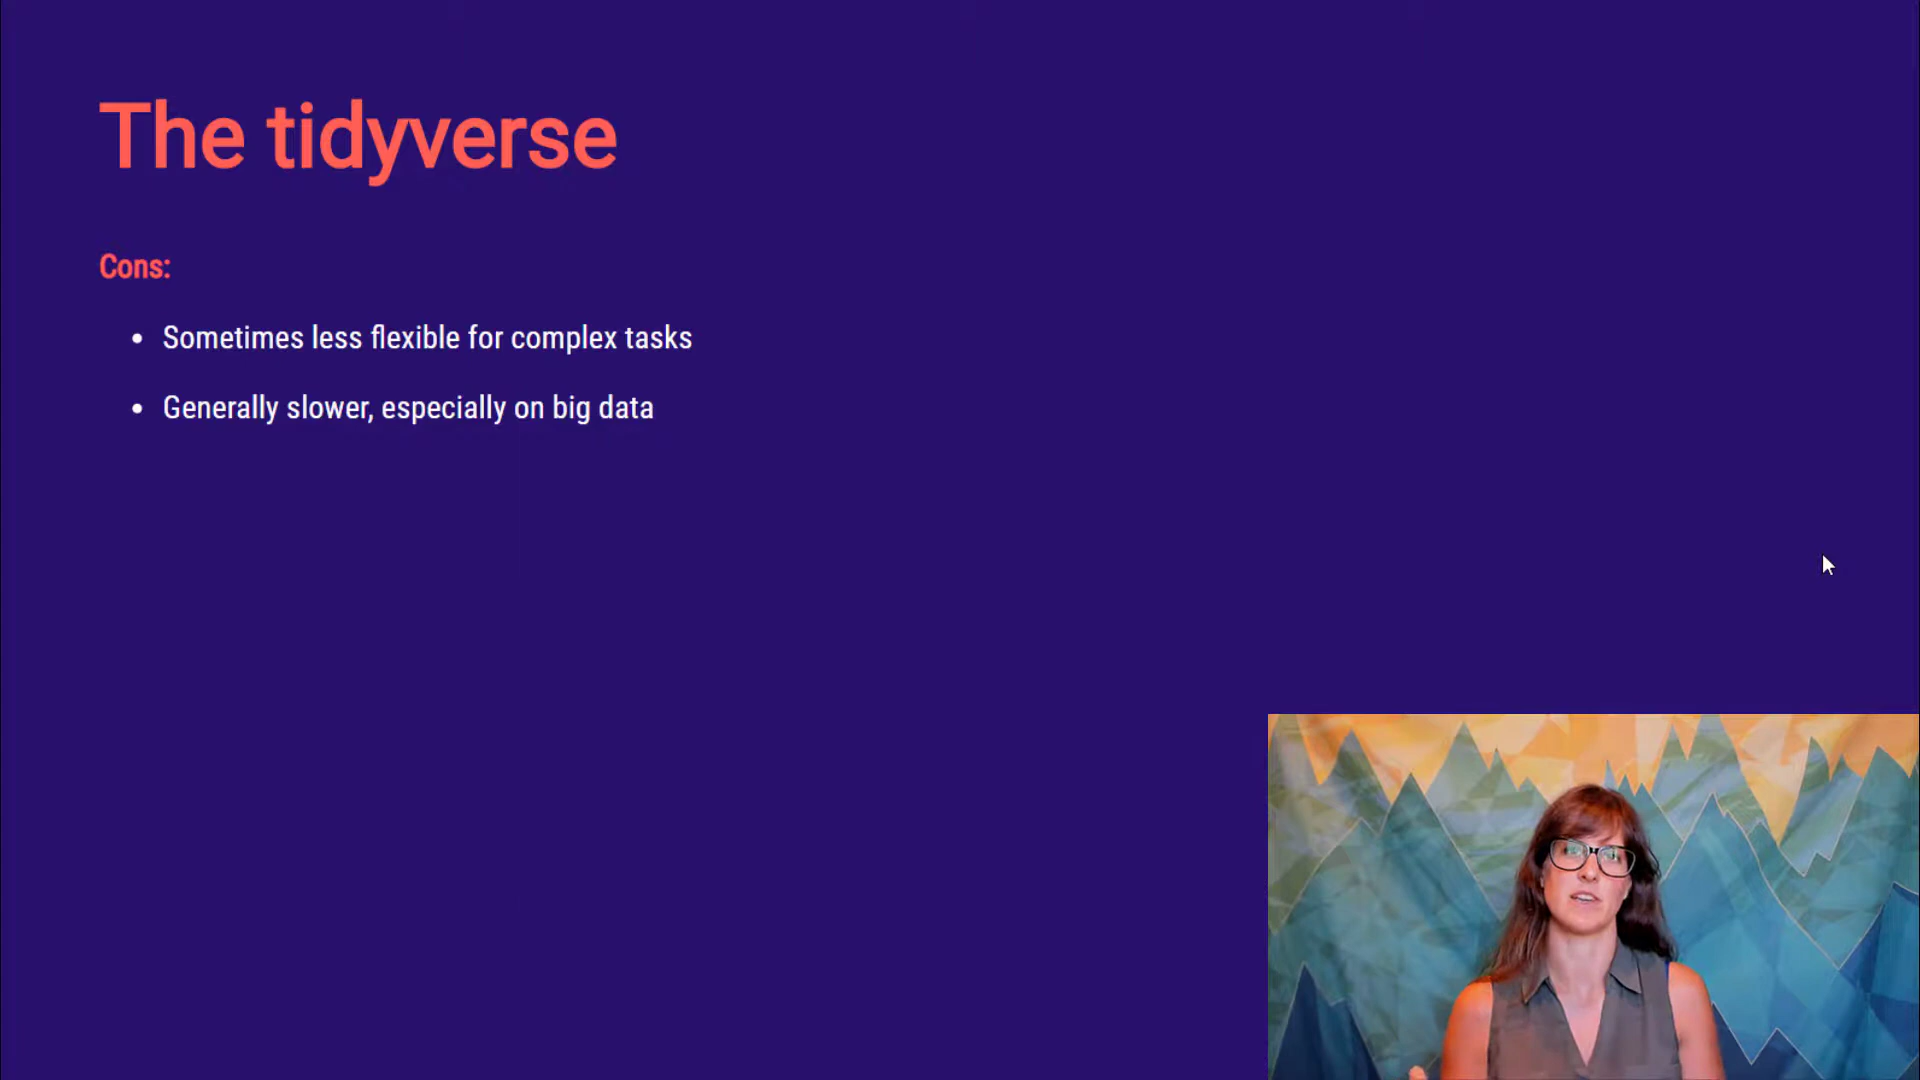 The tidyverse
Cons:
• Sometimes less flexible for complex tasks
• Generally slower, especially on big data